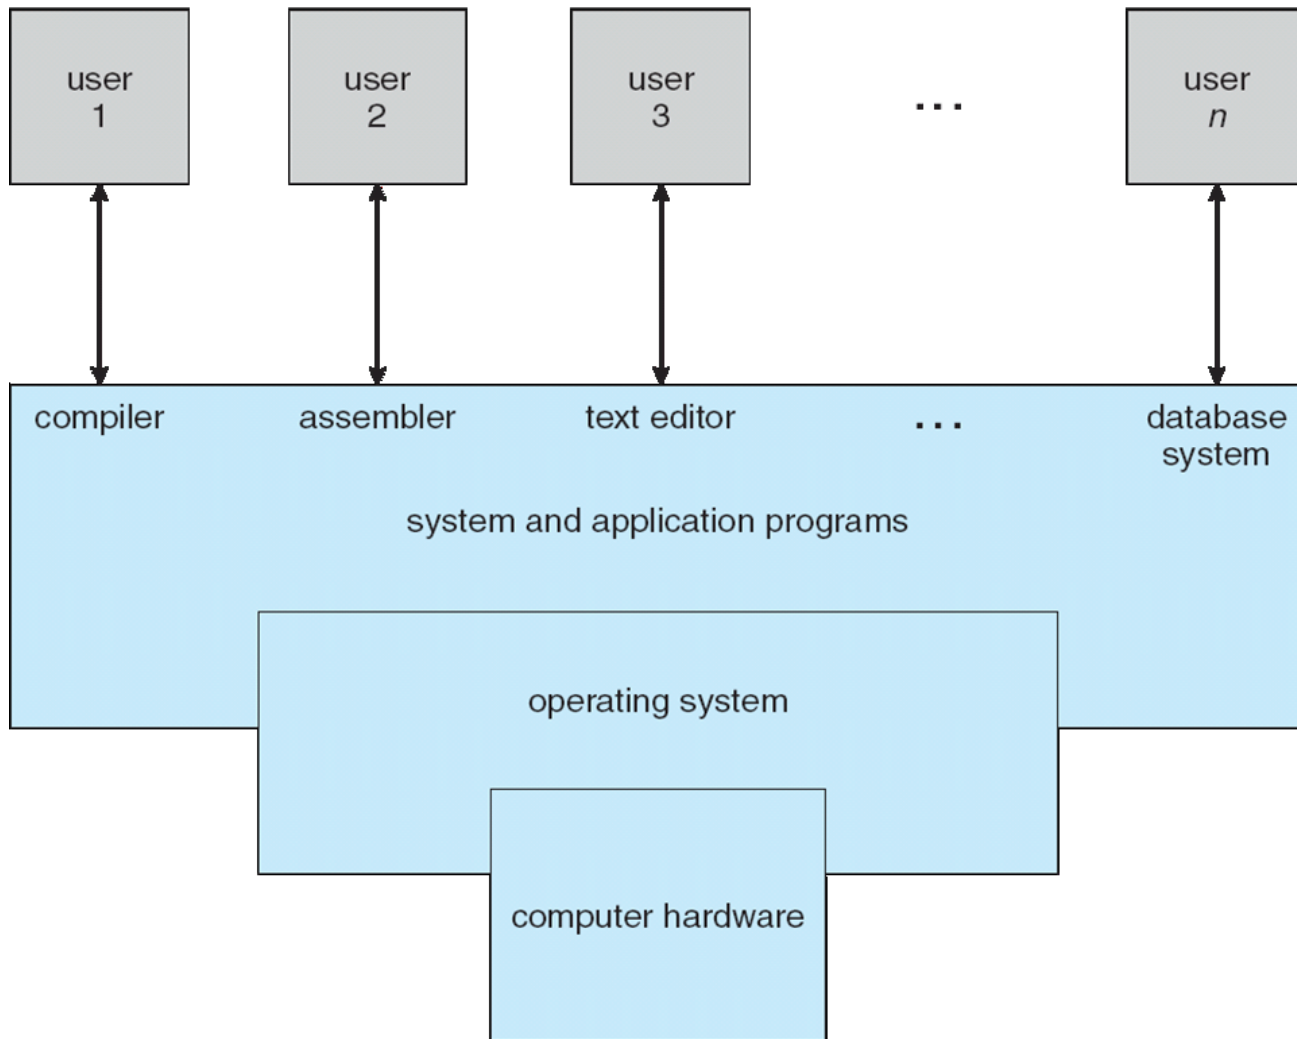 user
1
user
2
user
3
...
user
n
compiler
assembler
text editor
...
database
system
system and application programs
operating system
computer hardware